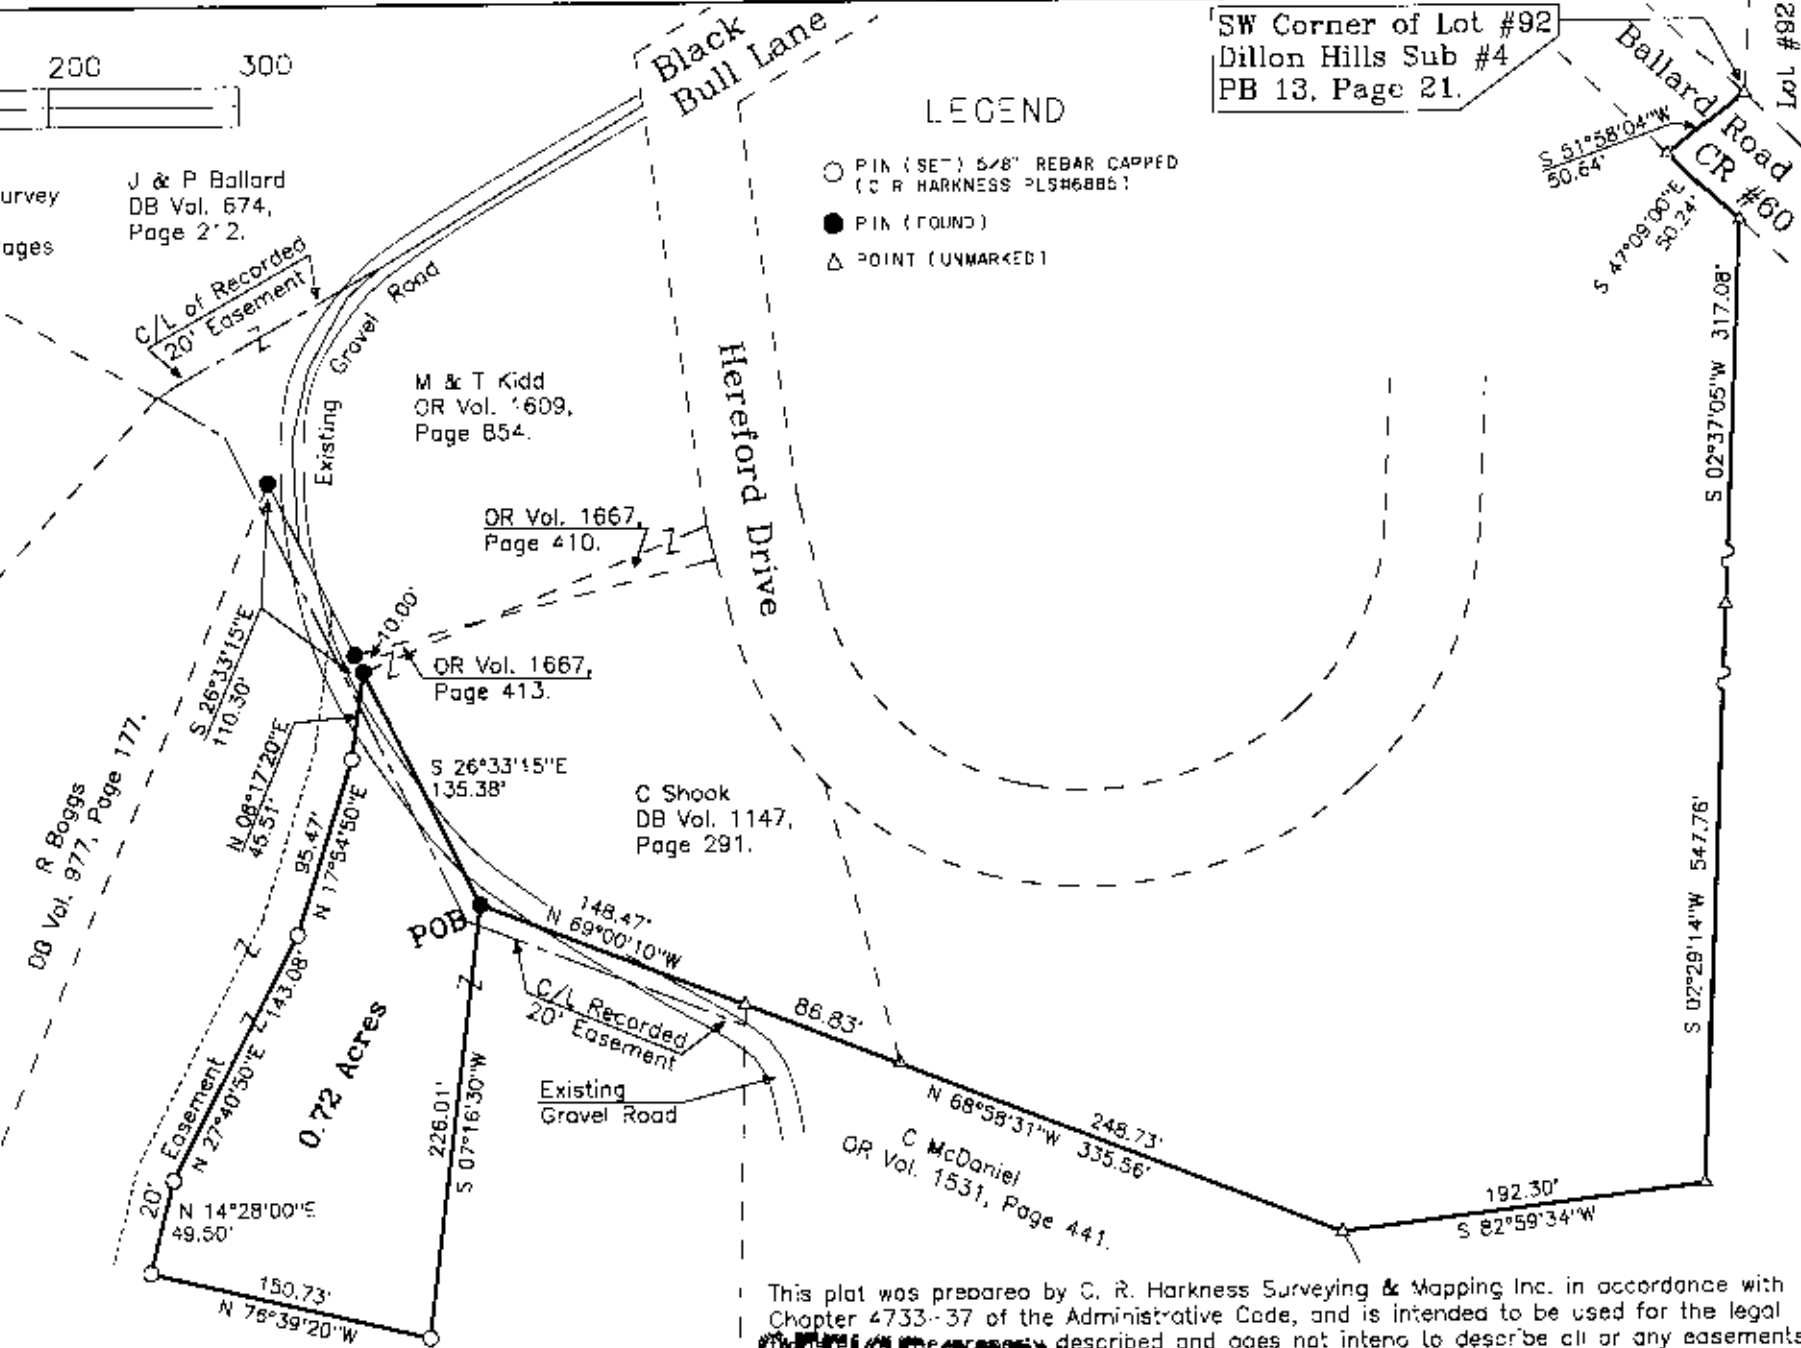 200 300
urvey
ages
J & P Ballard
DB Vol. 674,
Page 212.
C/L of Recorded
20' Easement
Existing Gravel Road
Black
Bull Lane
LEGEND
PIN (SET) 5/8" REBAR CAPPED
(C R HARKNESS PLS#6885)
PIN (FOUND)
POINT (UNMARKED)
SW Corner of Lot #92
Dillon Hills Sub #4
PB 13, Page 21.
Lot #92
Ballard Road
CR #60
S 51°58'04"W
50.64'
S 47°09'00"E
50.24'
S 02°37'05"W 317.08'
M & T Kidd
OR Vol. 1609,
Page 854.
Hereford Drive
OR Vol. 1667,
Page 410.
10.00'
OR Vol. 1667,
Page 413.
S 26°33'15"E
110.30'
N 08°17'20"E
45.51'
S 26°33'15"E
135.38'
R Boggs
DB Vol. 977, Page 177.
95.47'
N 17°54'50"E
C Shook
DB Vol. 1147,
Page 291.
S 02°29'14"W 547.76'
POB
148.47'
N 69°00'10"W
C/L Recorded
20' Easement
86.83'
143.08'
N 27°40'50"E
20' Easement
0.72 Acres
226.01'
S 07°16'30"W
Existing
Gravel Road
248.73'
N 68°58'31"W 335.56'
C McDaniel
OR Vol. 1531, Page 441.
192.30'
S 82°59'34"W
N 14°28'00"E
49.50'
150.73'
N 76°39'20"W
This plat was prepared by C. R. Harkness Surveying & Mapping Inc. in accordance with
Chapter 4733-37 of the Administrative Code, and is intended to be used for the legal
described and does not intend to describe all or any easements